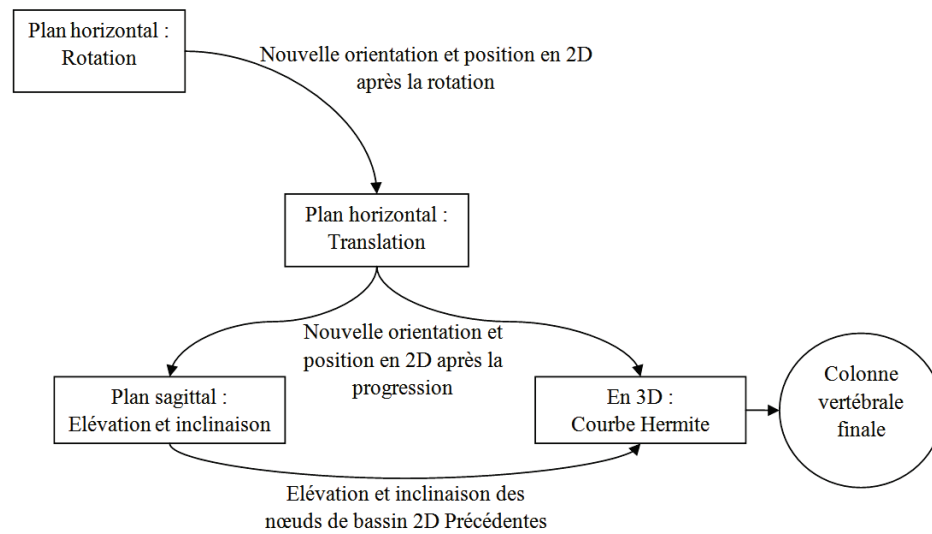 Plan horizontal :
Rotation
Nouvelle orientation et position en 2D
après la rotation
Plan horizontal :
Translation
Nouvelle orientation et
position en 2D après la
progression
Plan sagittal :
Elévation et inclinaison
En 3D :
Courbe Hermite
Colonne
vertébrale
finale
Elévation et inclinaison des
nœuds de bassin 2D Précédentes